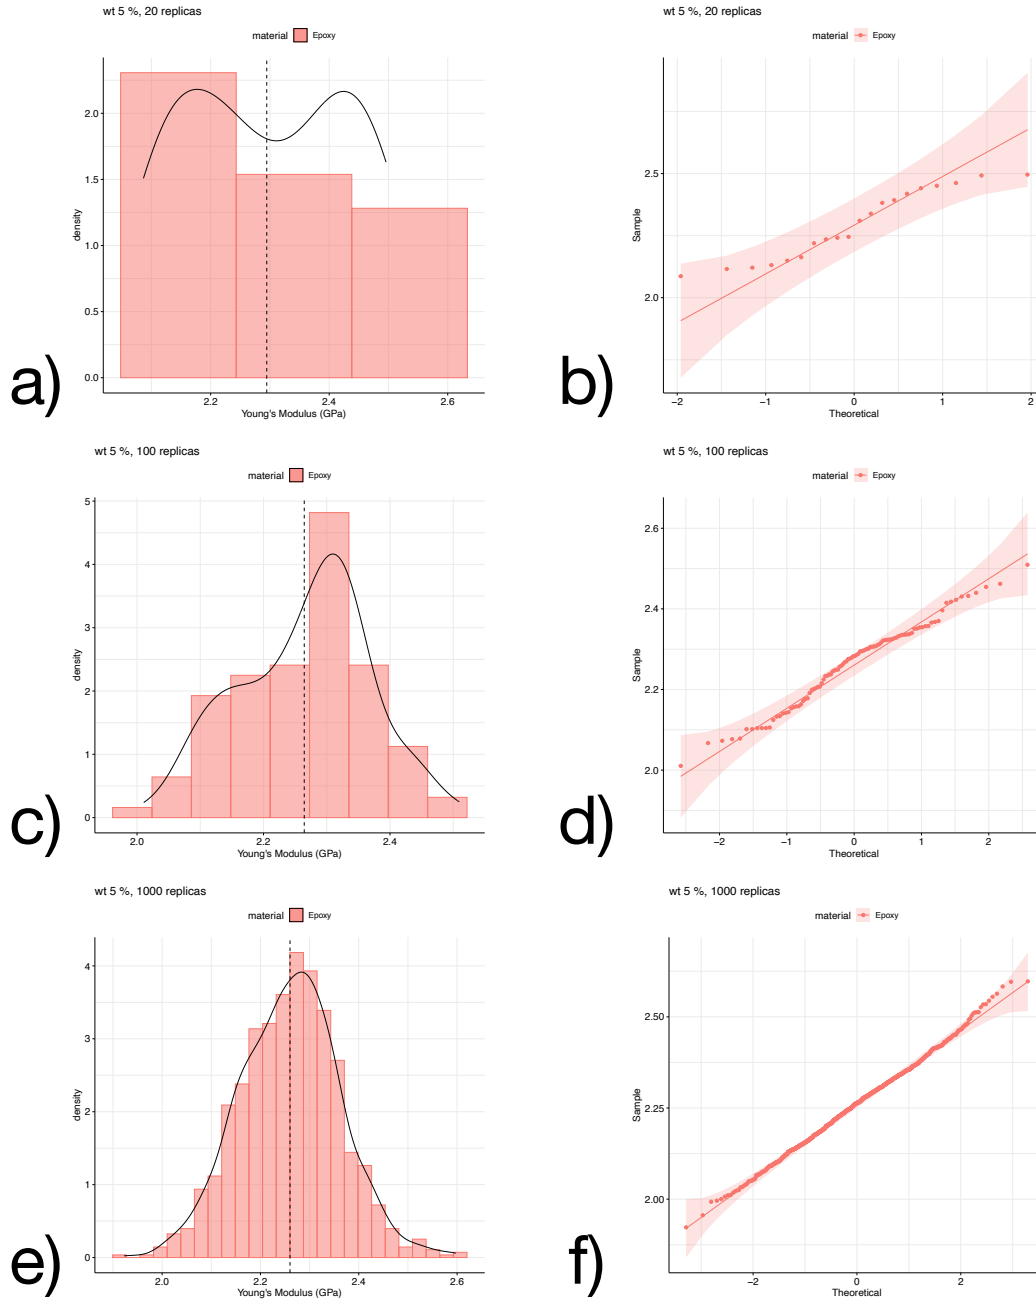 wt 5 %, 20 replicas
material Epoxy
density
2.0
1.5
1.0
0.5
0.0
2.2 2.4 2.6
Young's Modulus (GPa)
a)
wt 5 %, 20 replicas
material Epoxy
Sample
2.5
2.0
−2 −1 0 1 2
Theoretical
b)
wt 5 %, 100 replicas
material Epoxy
density
5
4
3
2
1
0
2.0 2.2 2.4
Young's Modulus (GPa)
c)
wt 5 %, 100 replicas
material Epoxy
Sample
2.6
2.4
2.2
2.0
−2 −1 0 1 2
Theoretical
d)
wt 5 %, 1000 replicas
material Epoxy
density
4
3
2
1
0
2.0 2.2 2.4 2.6
Young's Modulus (GPa)
e)
wt 5 %, 1000 replicas
material Epoxy
Sample
2.50
2.25
2.00
−2 0 2
Theoretical
f)